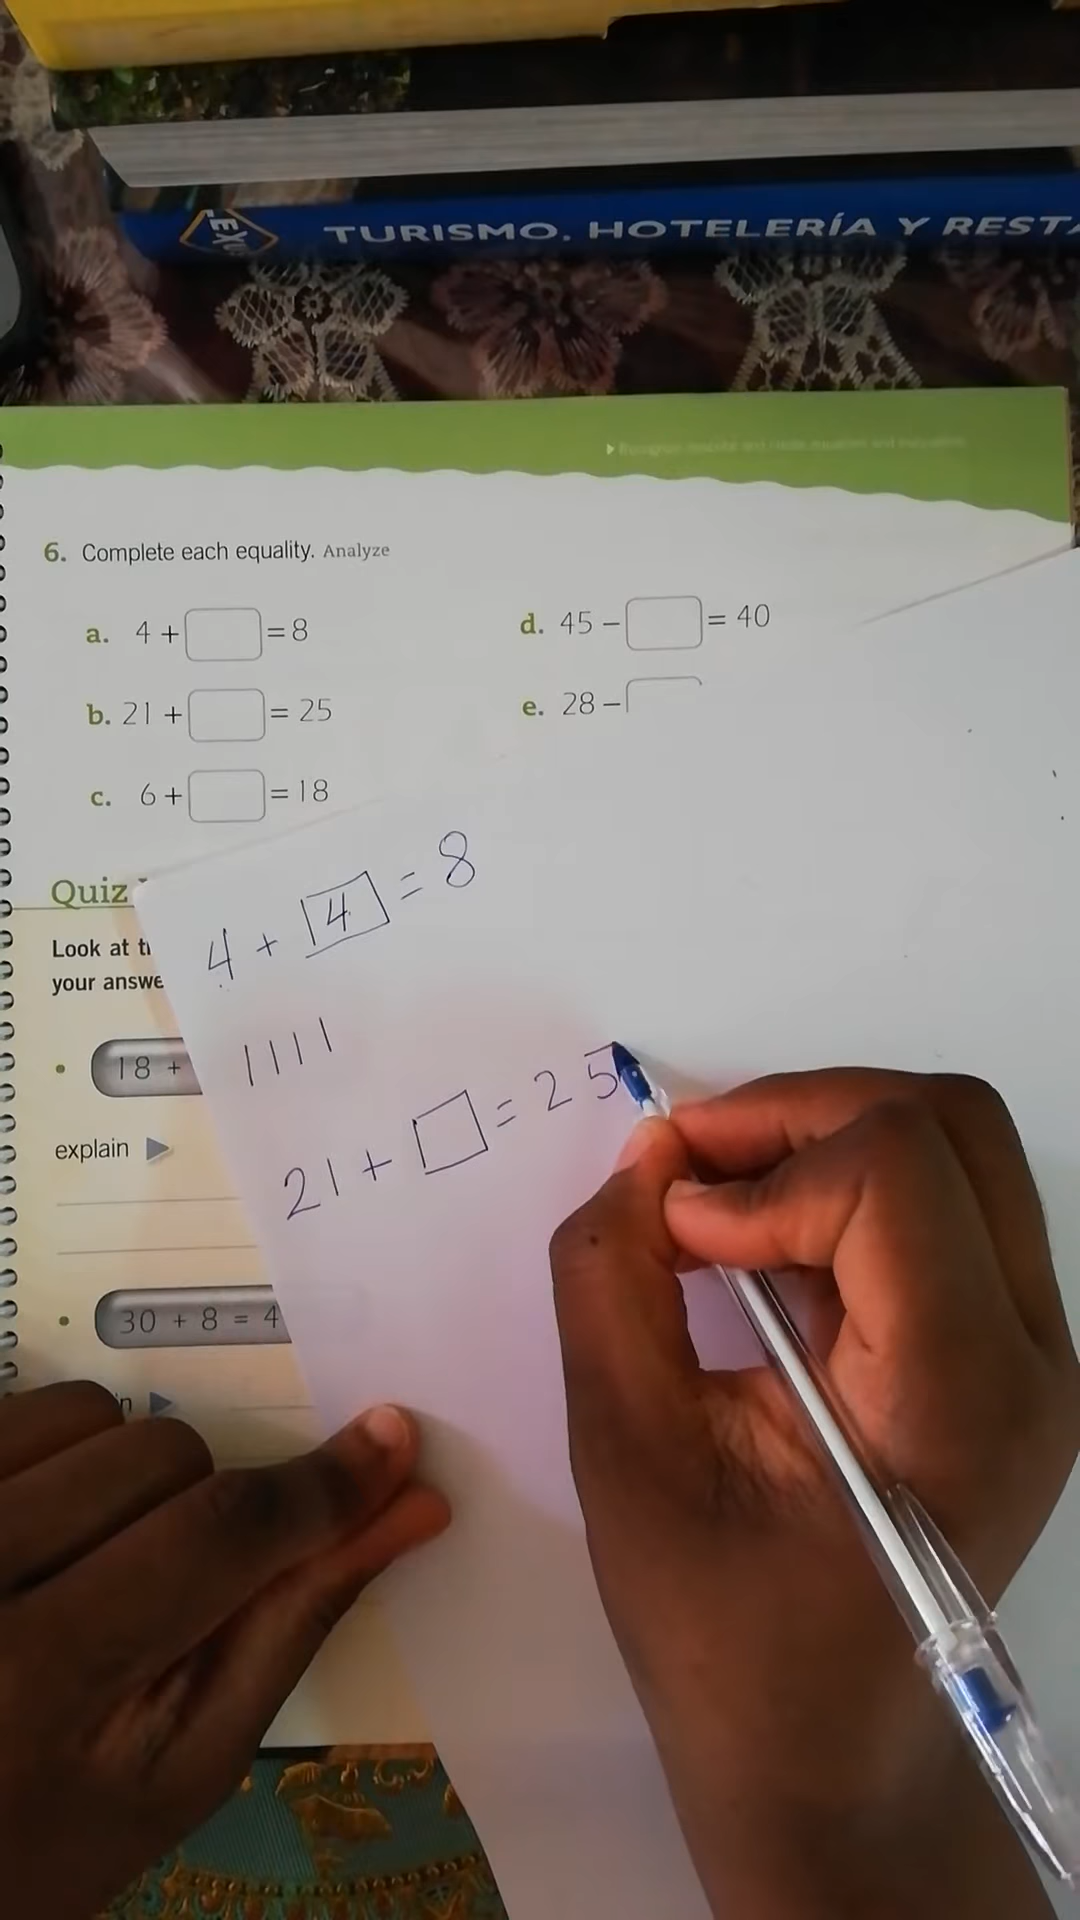 TURISMO. HOTELERÍA Y REST
6. Complete each equality. Analyze
a. 4 + = 8
b. 21 + = 25
c. 6 + = 18
d. 45 – = 40
e. 28 –
Quiz
Look at
your
18 +
explain
30 + 8 = 4
4 + 4 = 8
| | | |
21 + = 25